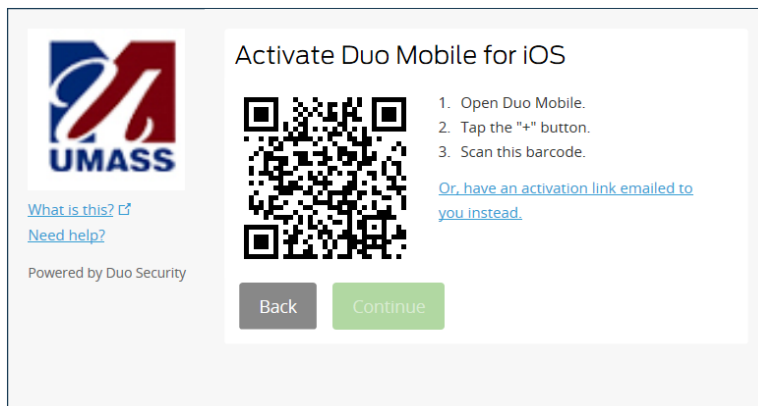 UMASS
What is this?
Need help?
Powered by Duo Security
Activate Duo Mobile for iOS
1. Open Duo Mobile.
2. Tap the "+" button.
3. Scan this barcode.
Or, have an activation link emailed to
you instead.
Back
Continue